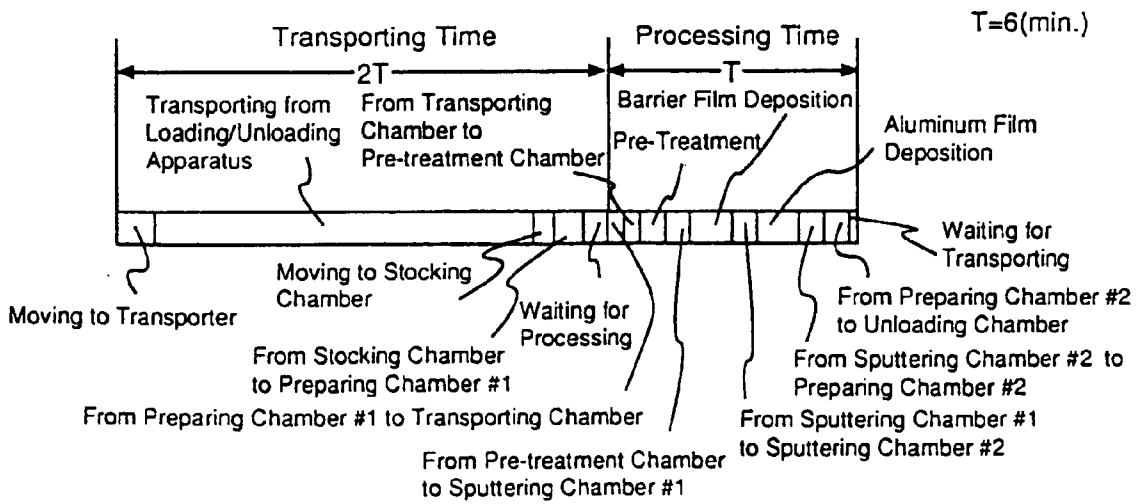 T=6(min.)
Transporting Time
Processing Time
2T
T
Transporting from
Loading/Unloading
Apparatus
From Transporting
Chamber to
Pre-treatment Chamber
Barrier Film Deposition
Pre-Treatment
Aluminum Film
Deposition
Moving to Transporter
Moving to Stocking
Chamber
From Stocking Chamber
to Preparing Chamber #1
Waiting for
Processing
From Preparing Chamber #1 to Transporting Chamber
From Pre-treatment Chamber
to Sputtering Chamber #1
From Sputtering Chamber #1
to Sputtering Chamber #2
From Sputtering Chamber #2 to
Preparing Chamber
#2
From Preparing Chamber #2
to Unloading Chamber
Waiting for
Transporting